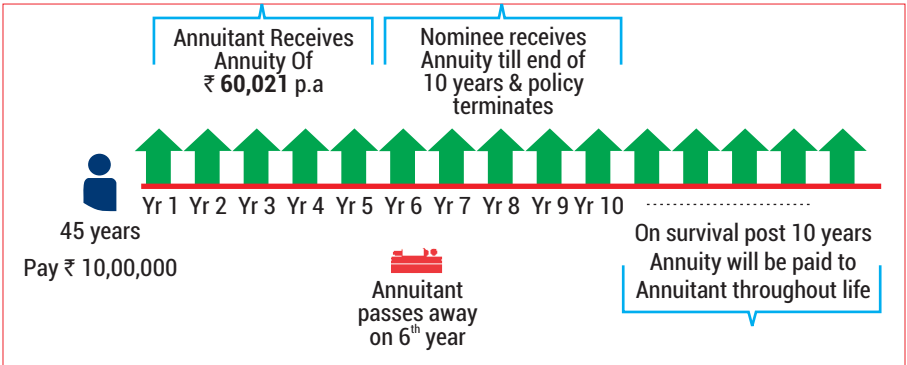 Annuitant Receives
Annuity Of
₹ 60,021 p.a
Nominee receives
Annuity till end of
10 years & policy
terminates
Yr 1 Yr 2 Yr 3 Yr 4 Yr 5 Yr 6 Yr 7 Yr 8 Yr 9 Yr 10 ....................
45 years
Pay ₹ 10,00,000
Annuitant
passes away
on 6th year
On survival post 10 years
Annuity will be paid to
Annuitant throughout life